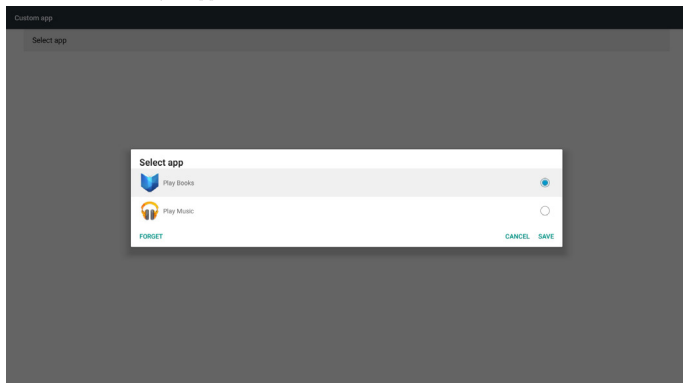 Custom app
Select app
Select app
Play Books
Play Music
FORGET CANCEL SAVE